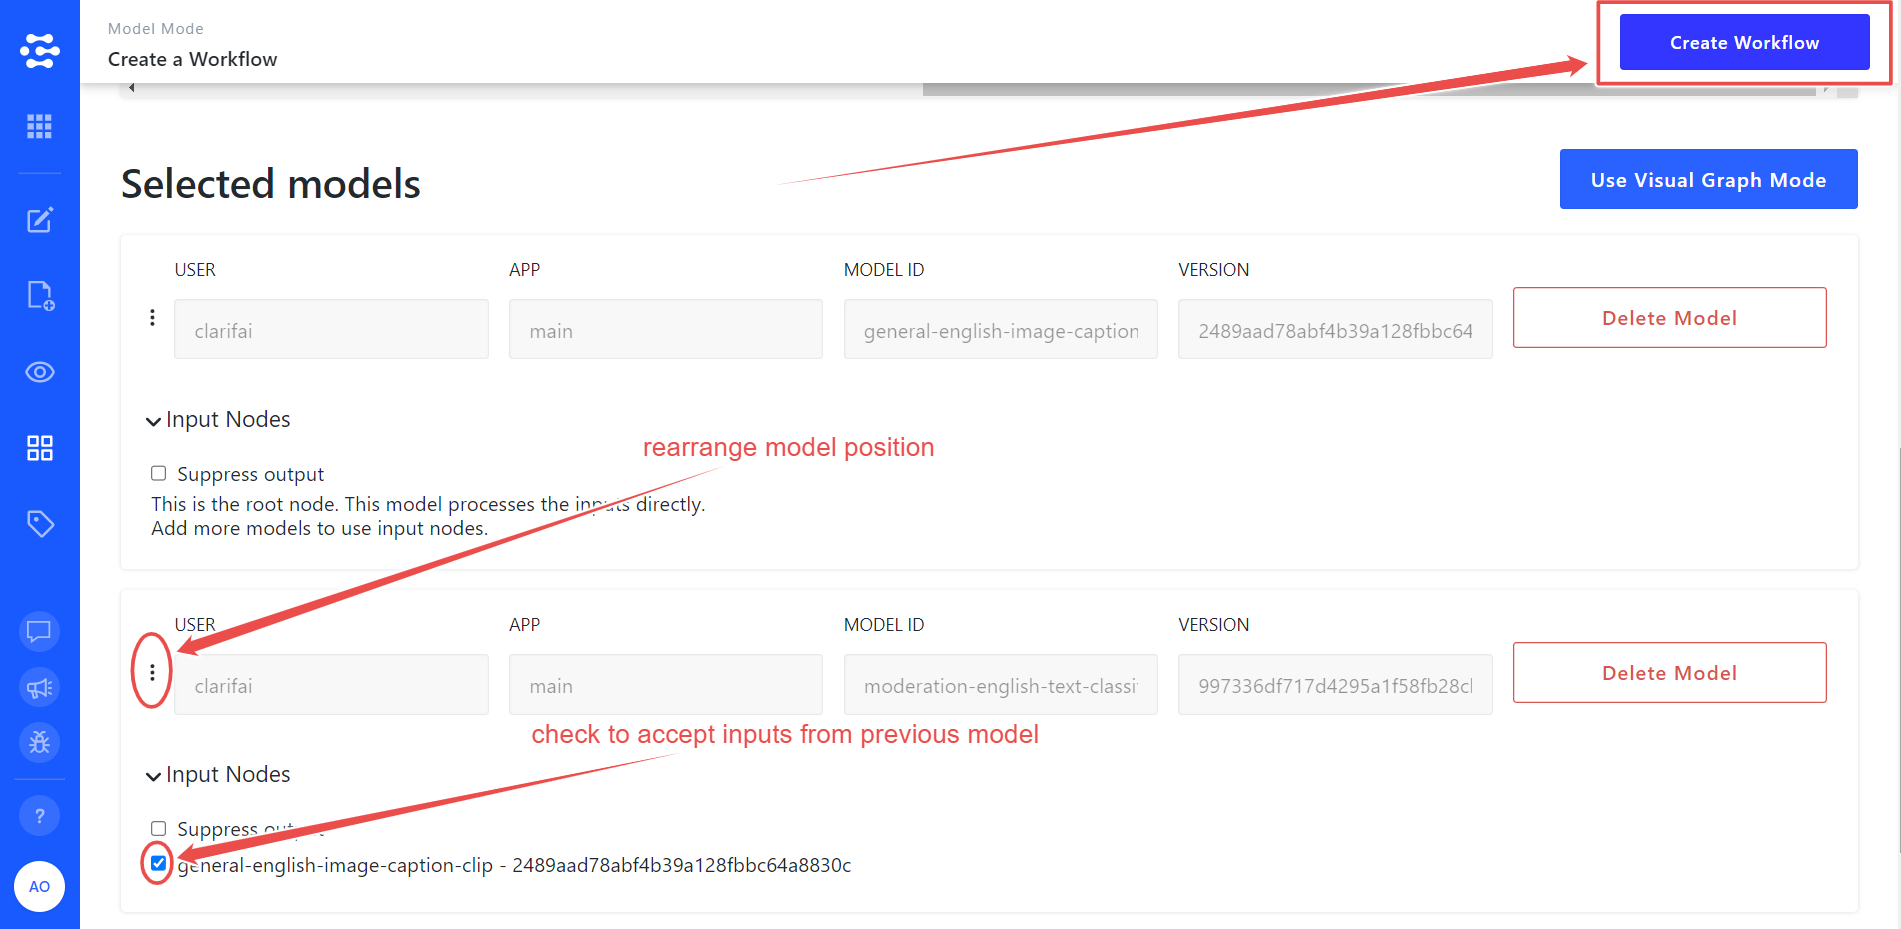 Model Mode
Create a Workflow
Create Workflow
Selected models
Use Visual Graph Mode
USER APP MODEL ID VERSION
clarifai main general-english-image-caption 2489aad78abf4b39a128fbbc64 Delete Model
Input Nodes
rearrange model position
Suppress output
This is the root node. This model processes the inputs directly.
Add more models to use input nodes.
USER APP MODEL ID VERSION
clarifai main moderation-english-text-classi 997336df717d4295a1f58fb28c Delete Model
check to accept inputs from previous model
Input Nodes
Suppress output
general-english-image-caption-clip - 2489aad78abf4b39a128fbbc64a8830c
?
AO